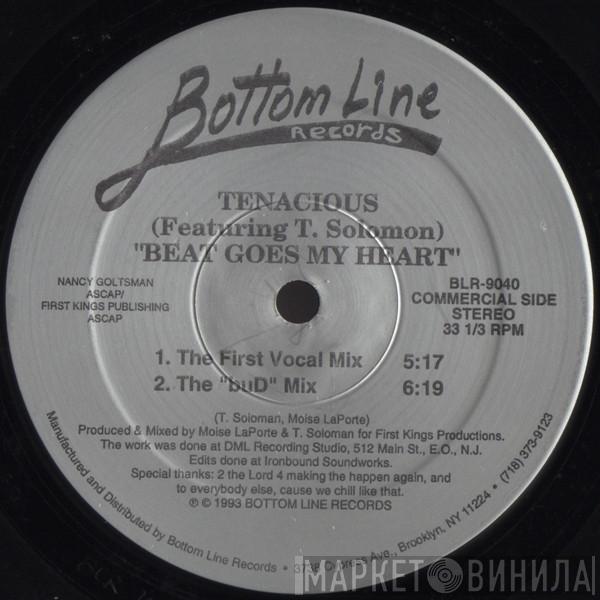 Bottom Line
Records
TENACIOUS
(Featuring T. Solomon)
"BEAT GOES MY HEART"
NANCY GOLTSMAN
ASCAP/
FIRST KINGS PUBLISHING
ASCAP
BLR-9040
COMMERCIAL SIDE
STEREO
33 1/3 RPM
1. The First Vocal Mix 5:17
2. The "buD" Mix 6:19
(T. Soloman, Moise LaPorte)
Produced & Mixed by Moise LaPorte & T. Soloman for First Kings Productions.
The work was done at DML Recording Studio, 512 Main St., E.O., N.J.
Edits done at Ironbound Soundworks.
Special thanks: 2 the Lord 4 making the happen again, and
to everybody else, cause we chill like that.
℗ © 1993 BOTTOM LINE RECORDS
Manufactured and Distributed by Bottom Line Records • 3738 Cypress Ave., Brooklyn, NY 11224 • (718) 373-9123
МАРКЕТ ВИНИЛА